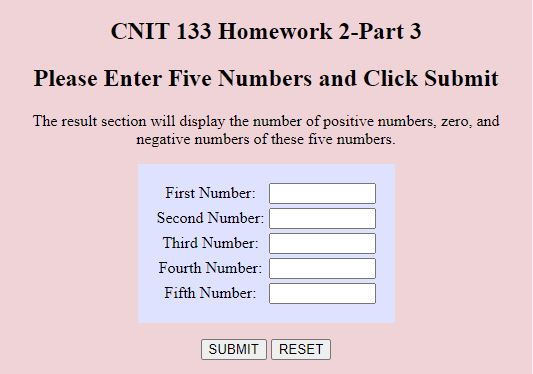 CNIT 133 Homework 2-Part 3
Please Enter Five Numbers and Click Submit
The result section will display the number of positive numbers, zero, and
negative numbers of these five numbers.
First Number:
Second Number:
Third Number:
Fourth Number:
Fifth Number:
SUBMIT RESET